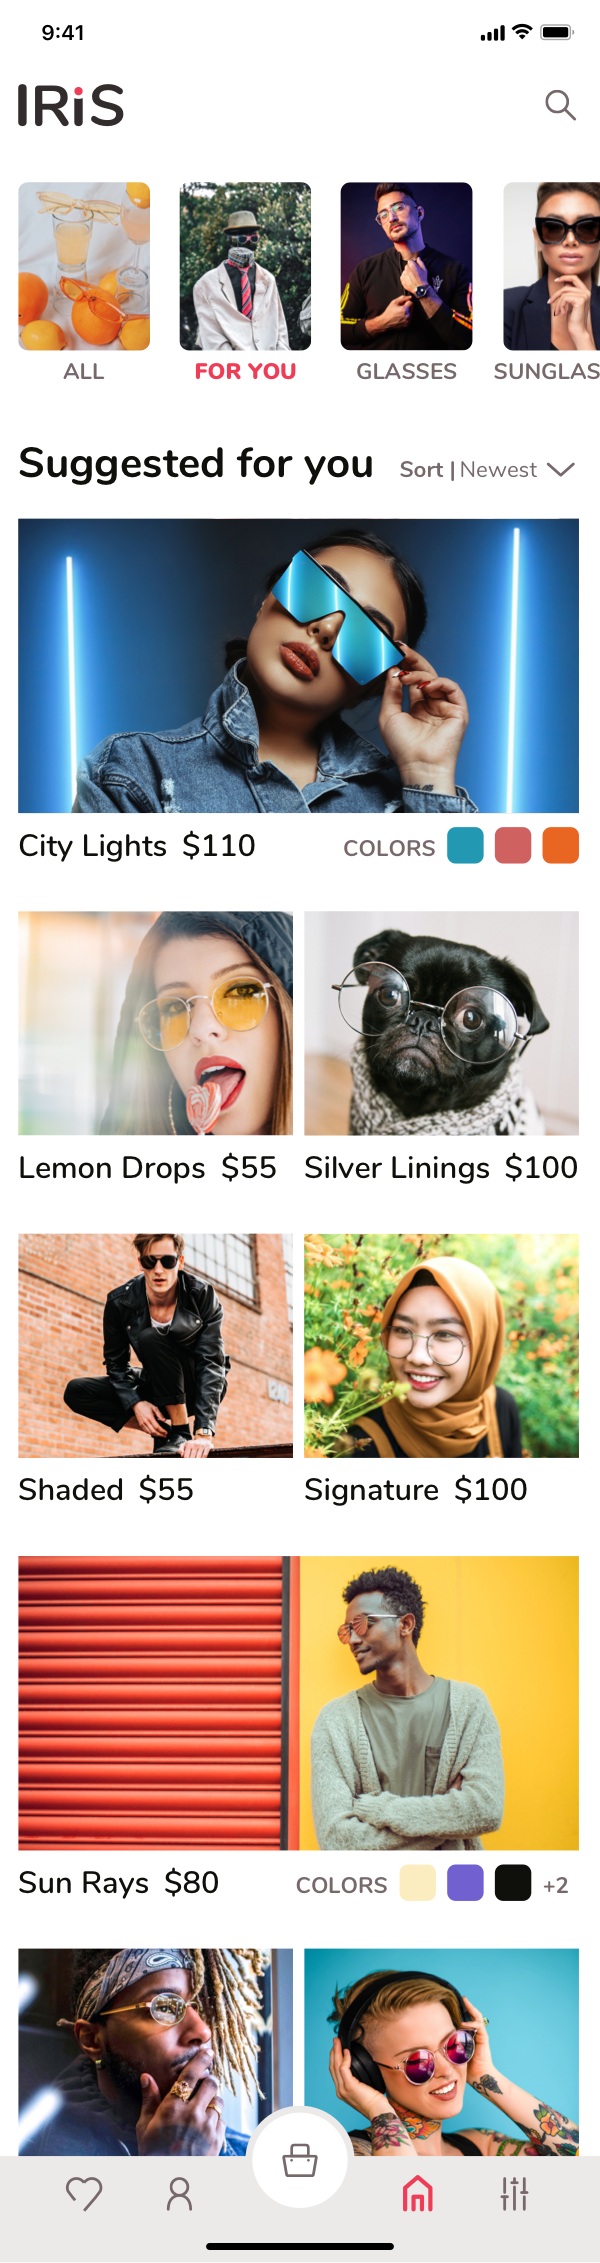 9:41
IRiS
ALL
FOR YOU
GLASSES
SUNGLAS
Suggested for you
Sort | Newest
City Lights $110
COLORS
Lemon Drops $55
Silver Linings $100
Shaded $55
Signature $100
Sun Rays $80
COLORS
+2